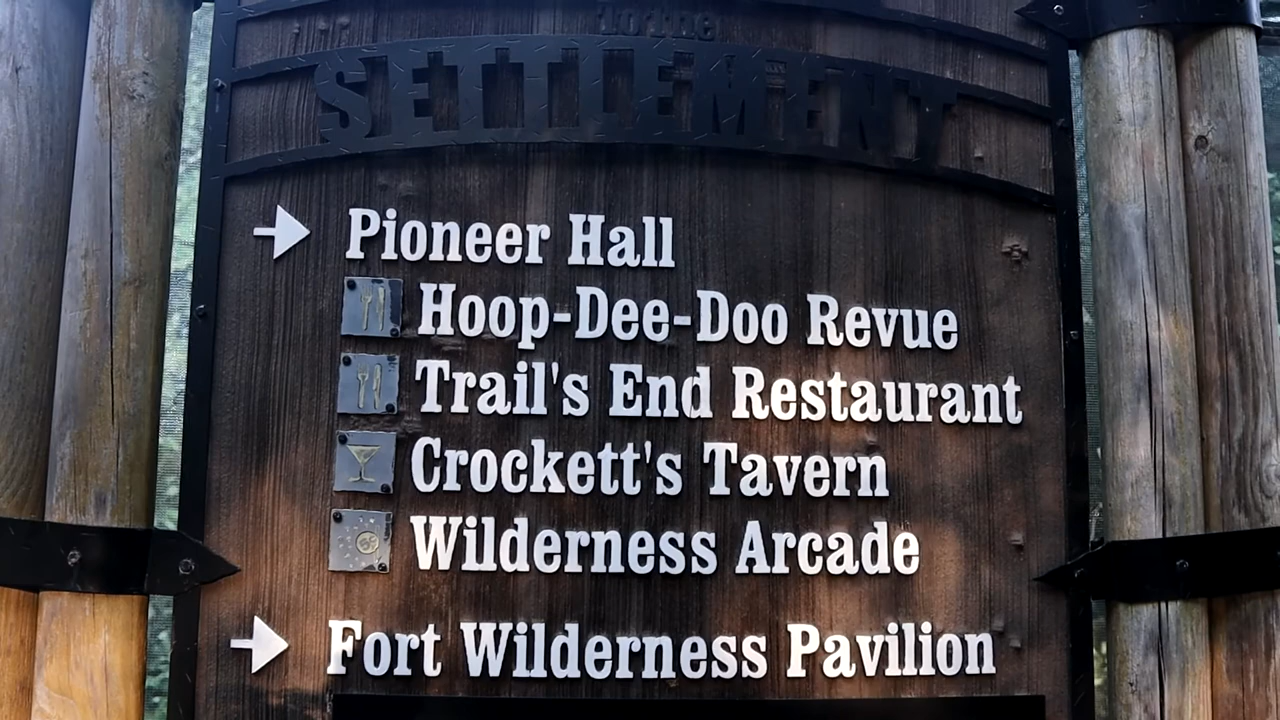 to the
SETTLEMENT
Pioneer Hall
Hoop-Dee-Doo Revue
Trail's End Restaurant
Crockett's Tavern
Wilderness Arcade
Fort Wilderness Pavilion